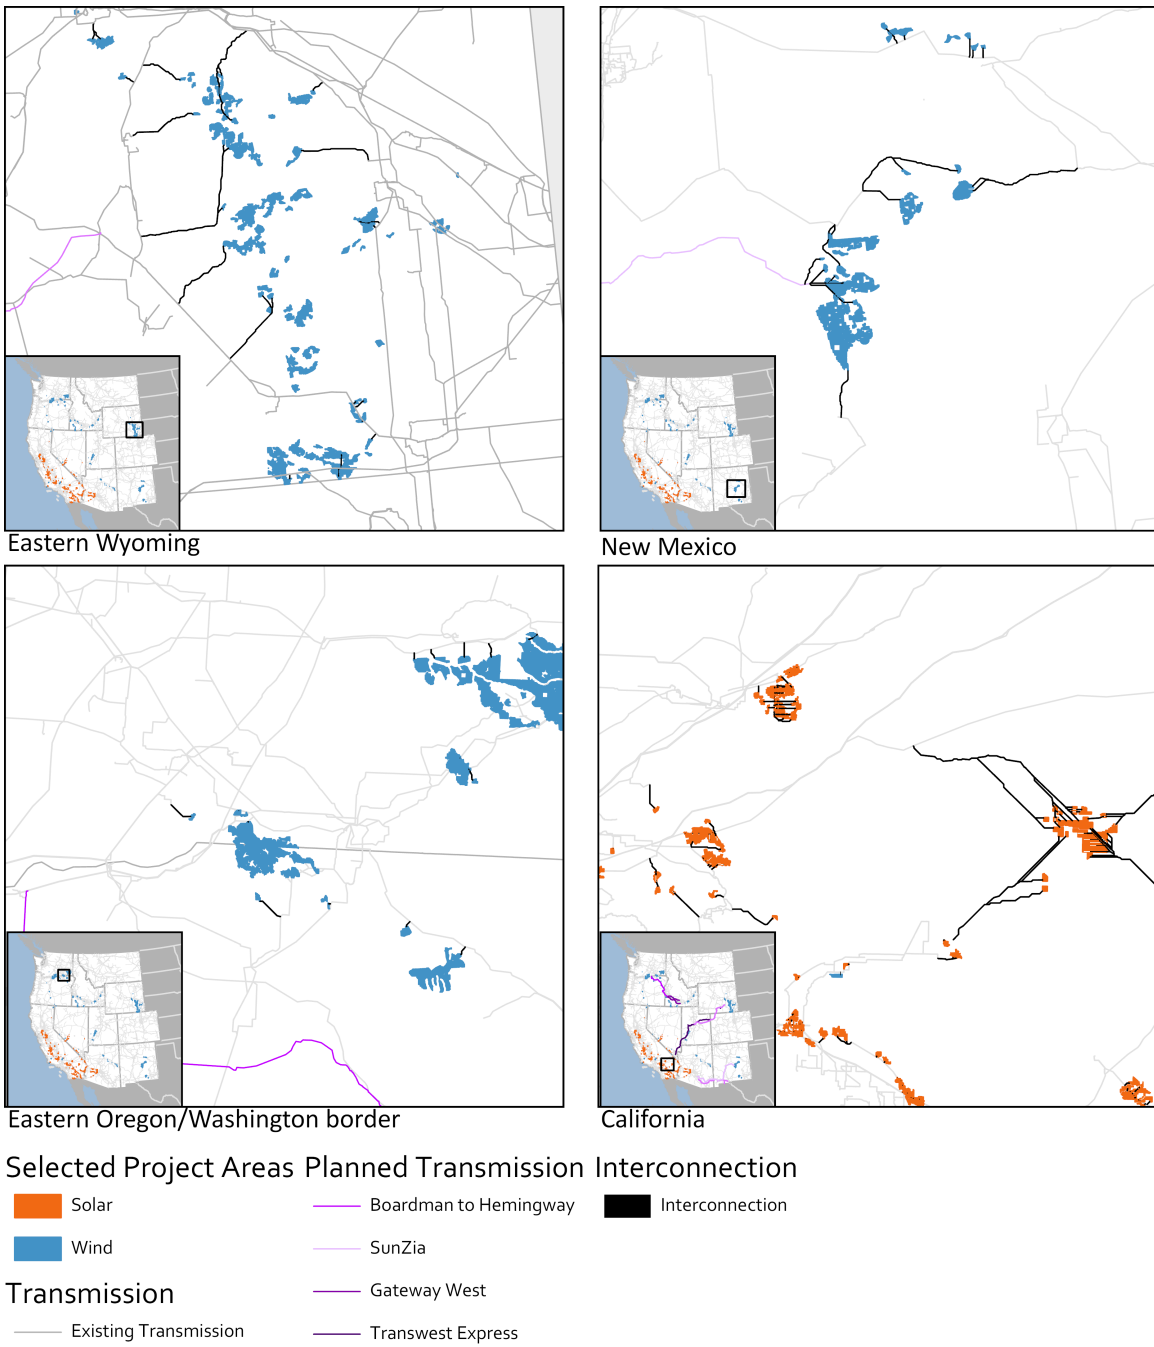 Eastern Wyoming
New Mexico
Eastern Oregon/Washington border
California
Selected Project Areas
Solar
Wind
Transmission
Existing Transmission
Planned Transmission
Boardman to Hemingway
SunZia
Gateway West
Transwest Express
Interconnection
Interconnection